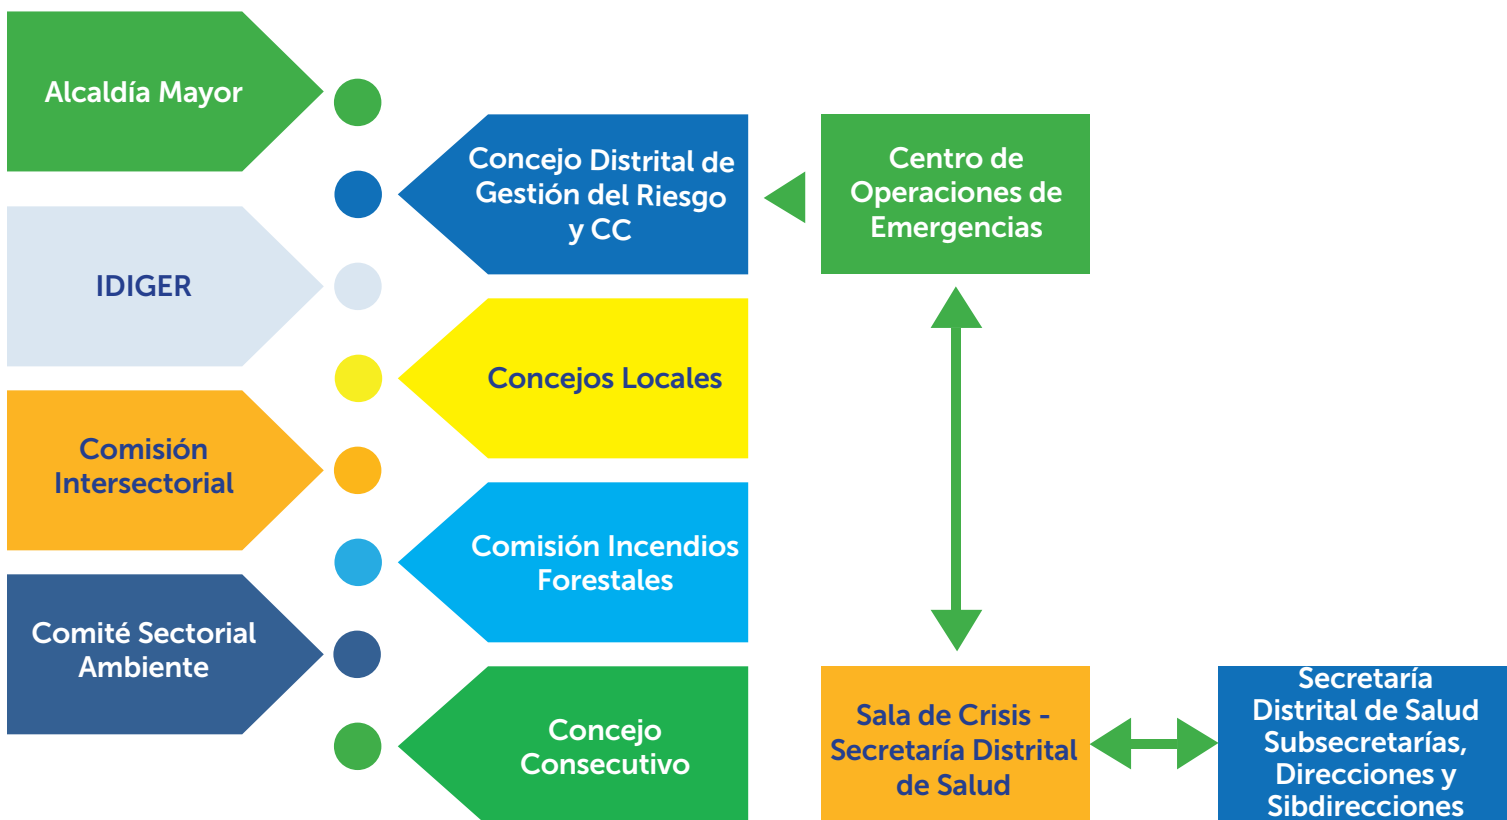 Alcaldía Mayor
Concejo Distrital de
Gestión del Riesgo
y CC
Centro de
Operaciones de
Emergencias
IDIGER
Concejos Locales
Comisión
Intersectorial
Comisión Incendios
Forestales
Comité Sectorial
Ambiente
Concejo
Consecutivo
Sala de Crisis -
Secretaría Distrital
de Salud
Secretaría
Distrital de Salud
Subsecretarías,
Direcciones y
Sibdirecciones